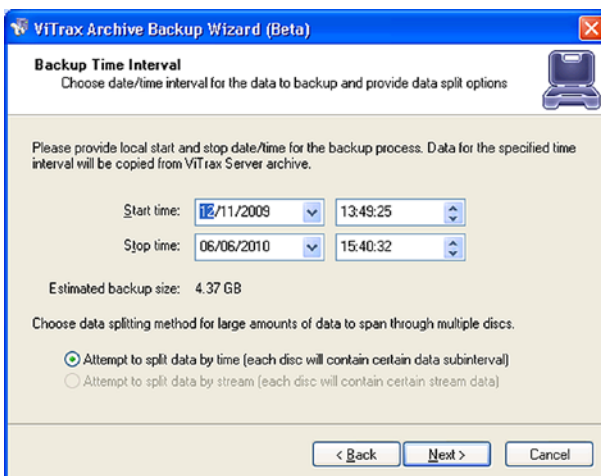 ViTrax Archive Backup Wizard (Beta)
Backup Time Interval
Choose date/time interval for the data to backup and provide data split options
Please provide local start and stop date/time for the backup process. Data for the specified time
interval will be copied from ViTrax Server archive.
Start time: 12/11/2009 13:49:25
Stop time: 06/06/2010 15:40:32
Estimated backup size: 4.37 GB
Choose data splitting method for large amounts of data to span through multiple discs.
Attempt to split data by time (each disc will contain certain data subinterval)
Attempt to split data by stream (each disc will contain certain stream data)
< Back Next > Cancel